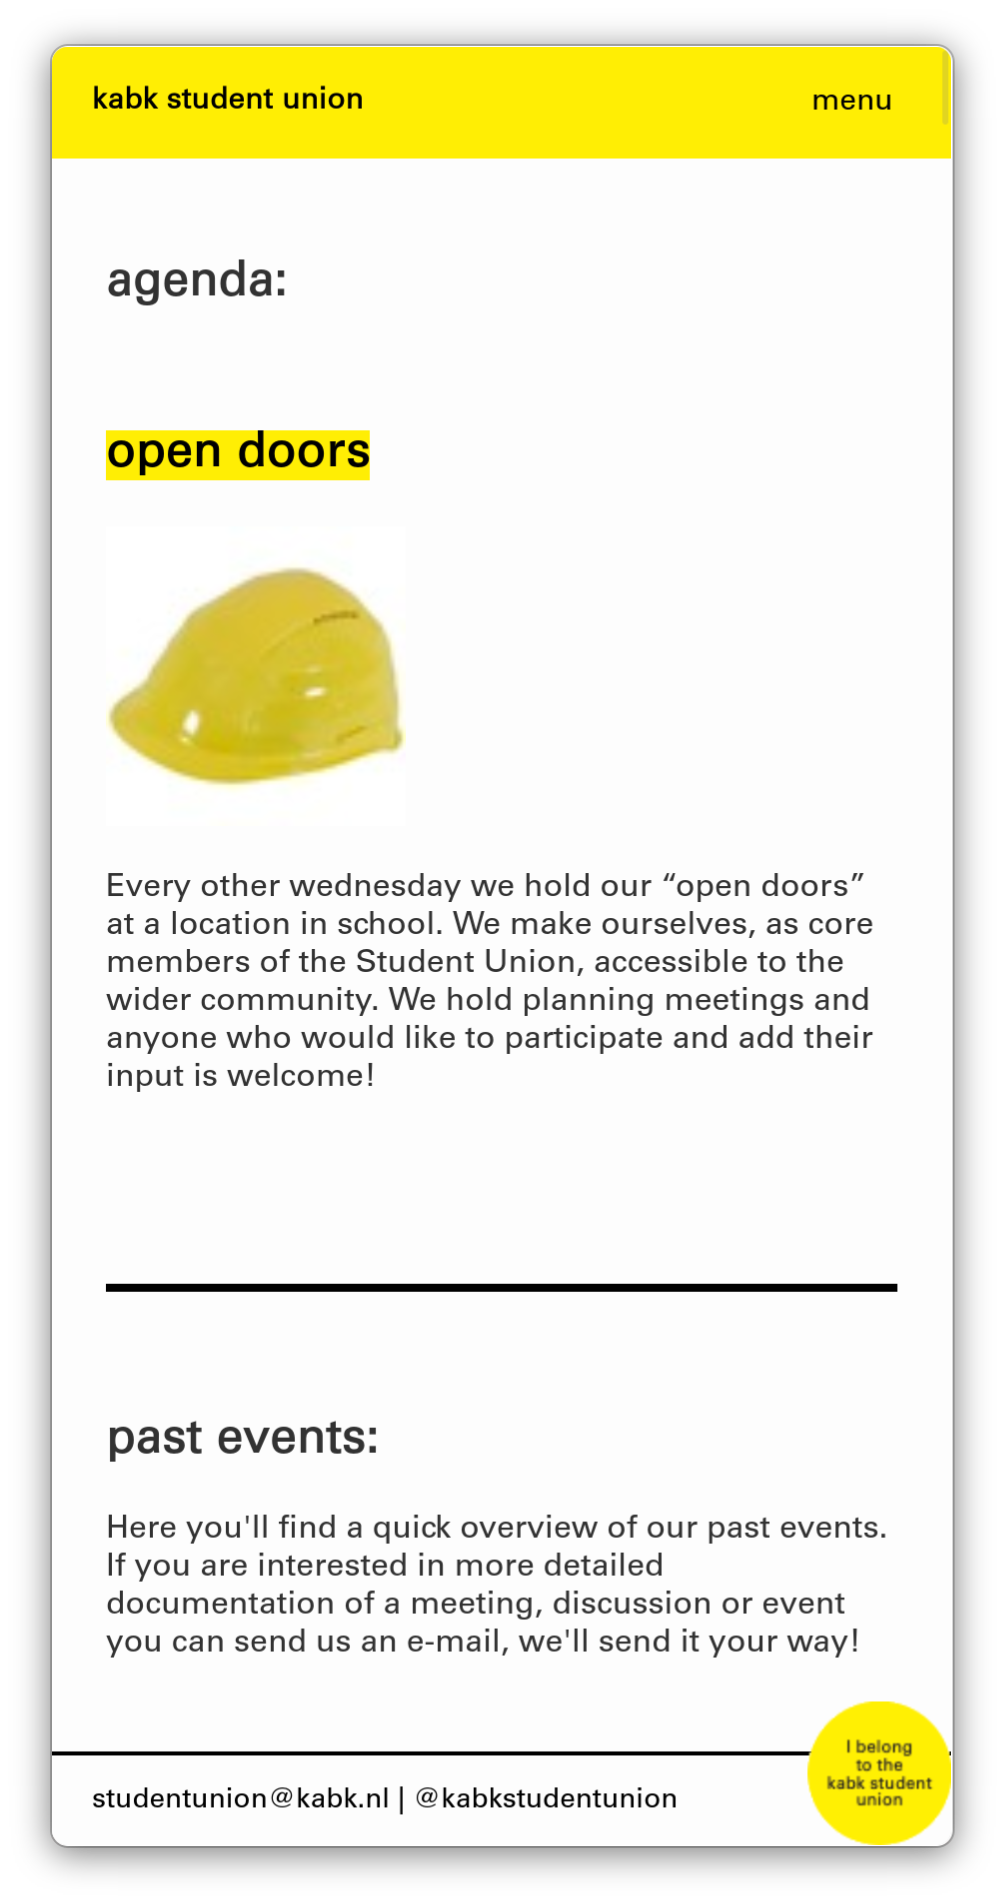 kabk student union
menu
agenda:
open doors
Every other wednesday we hold our “open doors”
at a location in school. We make ourselves, as core
members of the Student Union, accessible to the
wider community. We hold planning meetings and
anyone who would like to participate and add their
input is welcome!
past events:
Here you'll find a quick overview of our past events.
If you are interested in more detailed
documentation of a meeting, discussion or event
you can send us an e-mail, we'll send it your way!
I belong
to the
kabk student
union
studentunion@kabk.nl | @kabkstudentunion